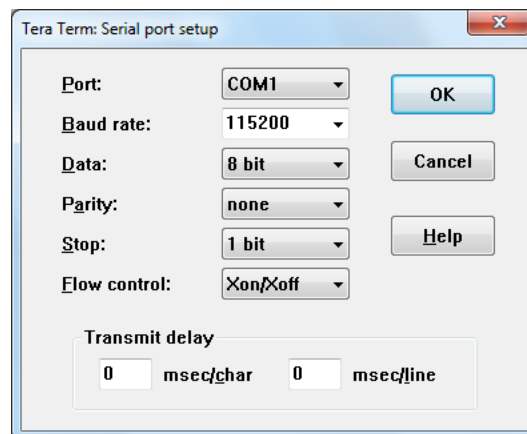 Tera Term: Serial port setup
Port: COM1 OK
Baud rate: 115200
Data: 8 bit Cancel
Parity: none
Stop: 1 bit Help
Flow control: Xon/Xoff
Transmit delay
0 msec/char 0 msec/line